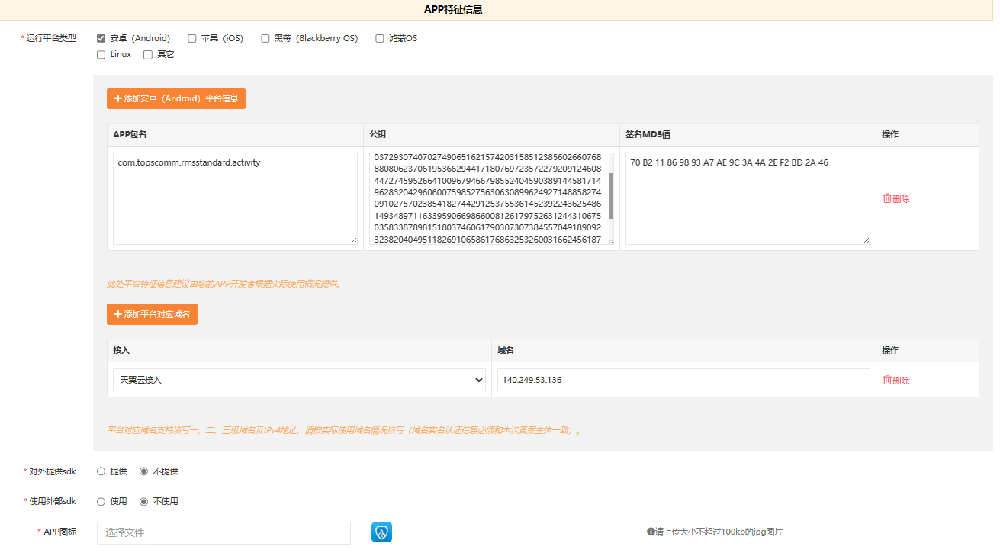 APP特征信息
* 运行平台类型 安卓（Android） 苹果（iOS） 黑莓（Blackberry OS） 鸿蒙OS
Linux 其它
+ 添加安卓（Android）平台信息
APP包名 公钥 签名MD5值 操作
com.topscomm.rmsstandard.activity
037293074070274906516215742031585123856026607​68
880806237061953662944171807697235722792091246​08
447274595266410096794667985524045903891445817​14
962832042960600759852756306308996249271488582​74
091027570238541827442912537553614523922436254​86
149348971163395906698660081261797526312443106​75
035833878981518037460617903073073845570491890​92
323820404951182691065861768632532600316624561​87
70 B2 11 86 98 93 A7 AE 9C 3A 4A 2E F2 BD 2A 46
删除
此处平台特征信息建议由您的APP开发者根据实际使用情况提供。
+ 添加平台对应域名
接入 域名 操作
天翼云接入 140.249.53.136 删除
平台对应域名支持填写一、二、三级域名及IPv4地址，请按实际使用域名情况填写（域名实名认证信息必须和本次备案主体一致）。
* 对外提供sdk 提供 不提供
* 使用外部sdk 使用 不使用
* APP图标 选择文件 请上传大小不超过100kb的jpg图片